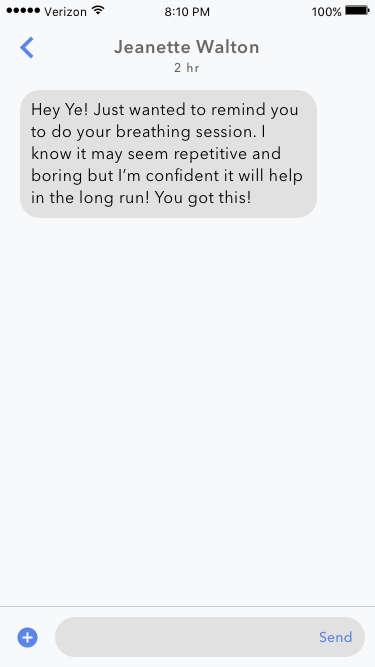 Verizon 8:10 PM 100%
Jeanette Walton
2 hr
Hey Ye! Just wanted to remind you
to do your breathing session. I
know it may seem repetitive and
boring but I’m confident it will help
in the long run! You got this!
Send